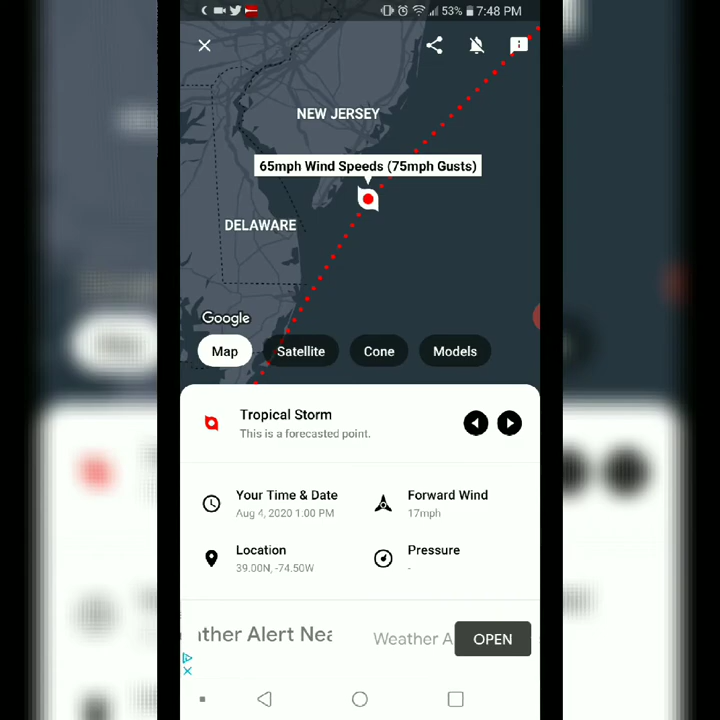 53% 7:48 PM
NEW JERSEY
65mph Wind Speeds (75mph Gusts)
DELAWARE
Google
Map Satellite Cone Models
Tropical Storm
This is a forecasted point.
Your Time & Date Forward Wind
Aug 4, 2020 1.00 PM 17mph
Location Pressure
39.00N, -74.50W -
Alert
Weather OPEN